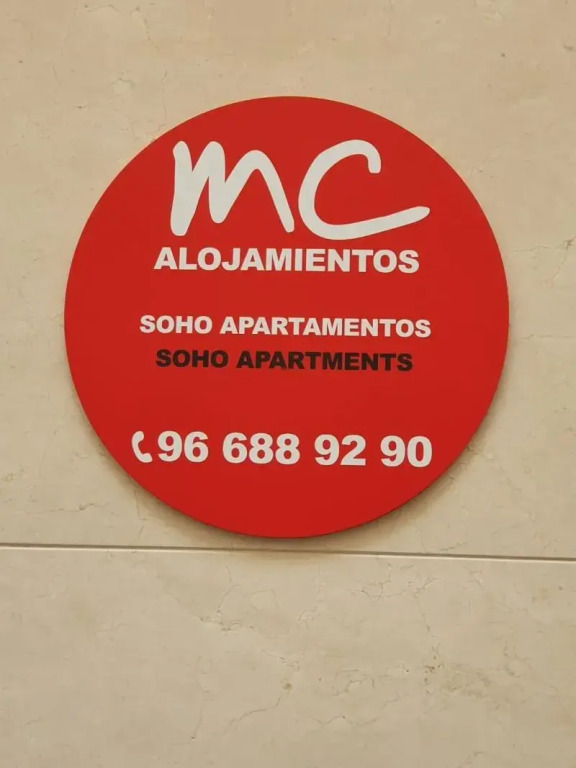 mc
ALOJAMIENTOS
SOHO APARTAMENTOS
SOHO APARTMENTS
96 688 92 90